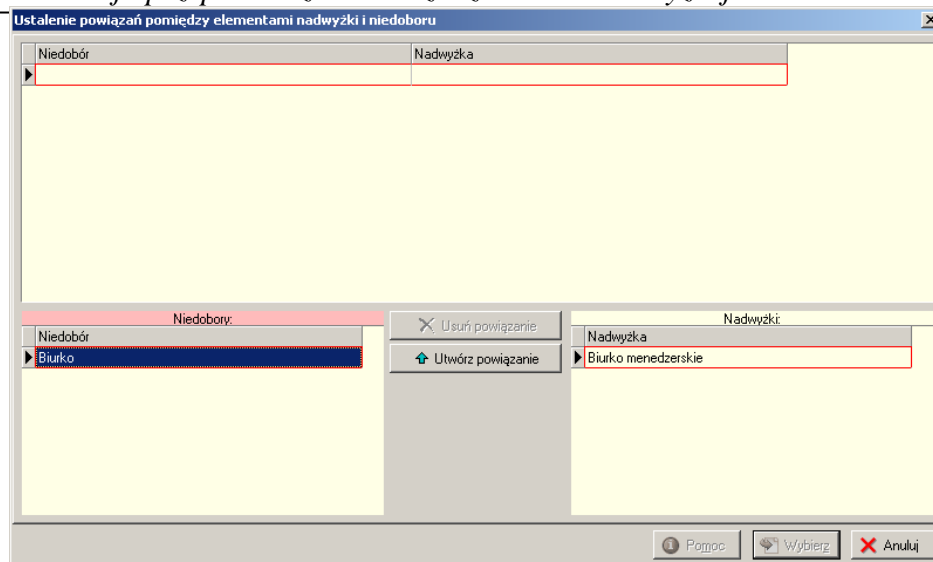 Ustalenie powiązań pomiędzy elementami nadwyżki i niedoboru
Niedobór Nadwyżka
Niedobory: Usuń powiązanie Nadwyżki:
Niedobór Nadwyżka
Biurko Utwórz powiązanie Biurko menedzerskie
Pomoc Wybierz Anuluj